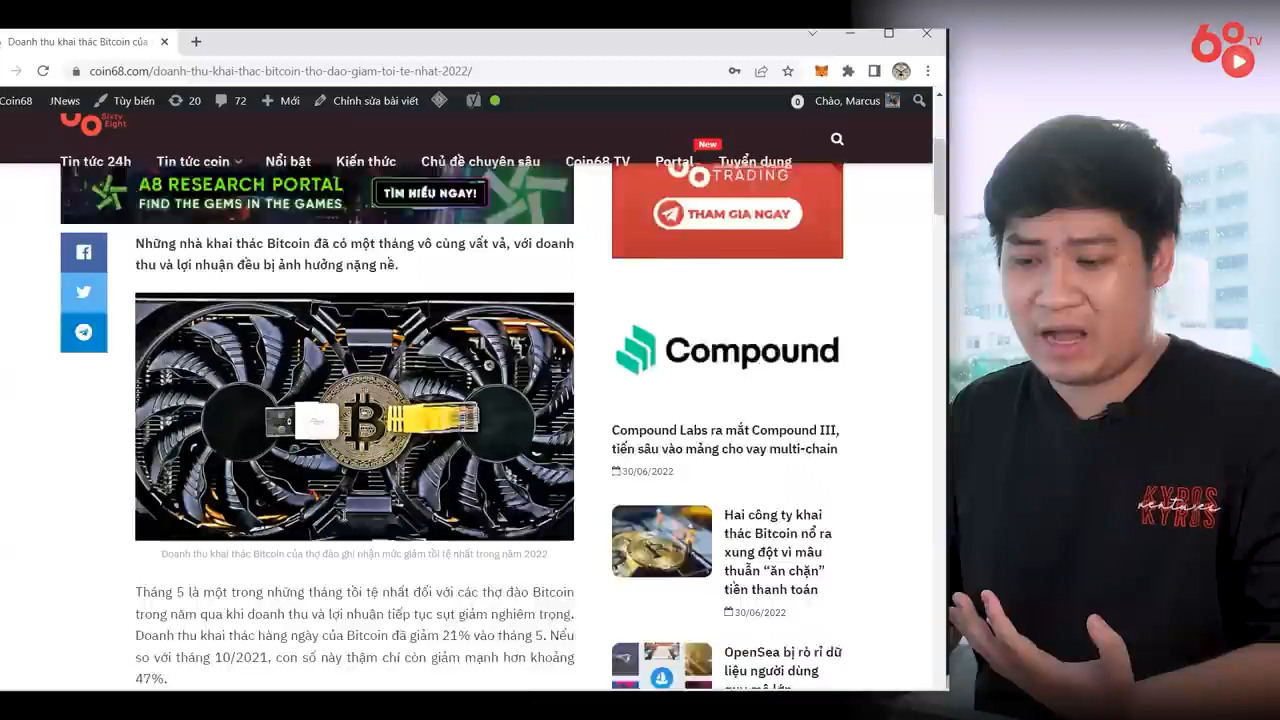 68 TV
Doanh thu khai thác Bitcoin củа
coin68.com/doanh-thu-khai-thac-bitcoin-tho-dao-giam-toi-te-nhat-2022/
Coin68 JNews Tùy biến 20 72 Mới Chỉnh sửa bài viết 0 Chào, Marcus
Sixty
Eight
New
Tin tức 24h Tin tức coin Nổi bật Kiến thức Chủ đề chuyên sâu Coin68 TV Portal Tuyển dụng
A8 RESEARCH PORTAL
FIND THE GEMS IN THE GAMES
TÌM HIỂU NGAY!
TRADING
THAM GIA NGAY
Những nhà khai thác Bitcoin đã có một tháng vô cùng vất vả, với doanh
thu và lợi nhuận đều bị ảnh hưởng nặng nề.
Doanh thu khai thác Bitcoin của thợ đào ghi nhận mức giảm tồi tệ nhất trong năm 2022
Tháng 5 là một trong những tháng tồi tệ nhất đối với các thợ đào Bitcoin
trong năm qua khi doanh thu và lợi nhuận tiếp tục sụt giảm nghiêm trọng.
Doanh thu khai thác hàng ngày của Bitcoin đã giảm 21% vào tháng 5. Nếu
so với tháng 10/2021, con số này thậm chí còn giảm mạnh hơn khoảng
47%.
Compound
Compound Labs ra mắt Compound III,
tiến sâu vào mảng cho vay multi-chain
30/06/2022
Hai công ty khai
thác Bitcoin nổ ra
xung đột vì mâu
thuẫn “ăn chặn”
tiền thanh toán
30/06/2022
OpenSea bị rò rỉ dữ
liệu người dùng
quy mô lớn
KYROS
ventures
KYROS